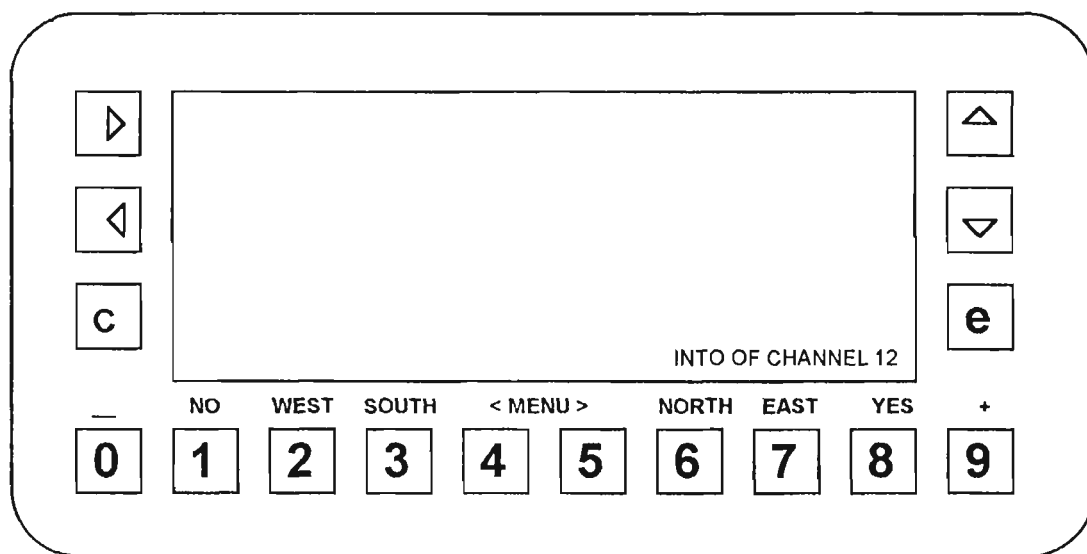 C
e
INTO OF CHANNEL 12
— NO WEST SOUTH < MENU > NORTH EAST YES +
0 1 2 3 4 5 6 7 8 9